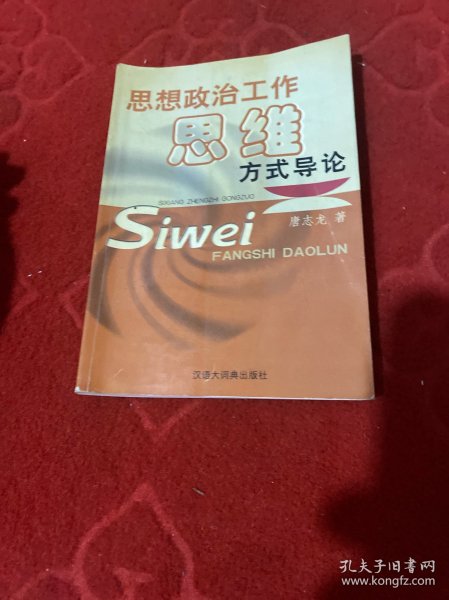 思想政治工作
思维
方式导论
SIXIANG ZHENGZHI GONGZUO
Siwei
唐志龙 著
FANGSHI DAOLUN
汉语大词典出版社
孔夫子旧书网
www.kongfz.com